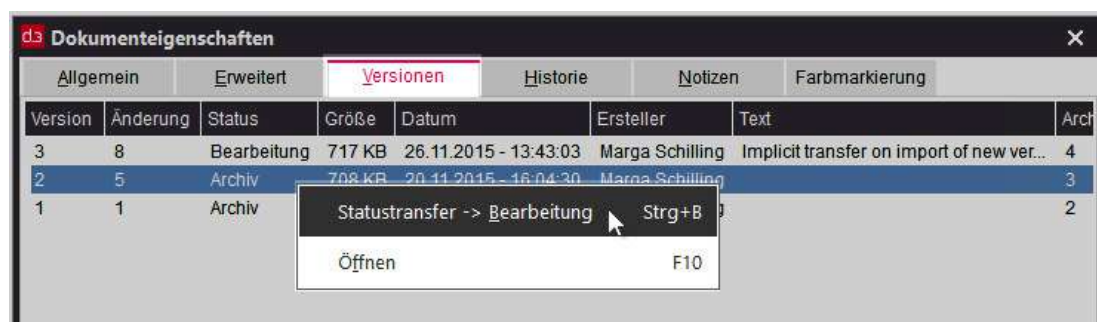 d3 Dokumenteigenschaften
Allgemein Erweitert Versionen Historie Notizen Farbmarkierung
Version Änderung Status Größe Datum Ersteller Text Arch
3 8 Bearbeitung 717 KB 26.11.2015 - 13:43:03 Marga Schilling Implicit transfer on import of new ver... 4
2 5 Archiv 708 KB 20.11.2015 - 16:04:30 Marga Schilling 3
1 1 Archiv 2
Statustransfer -> Bearbeitung Strg+B
Öffnen F10